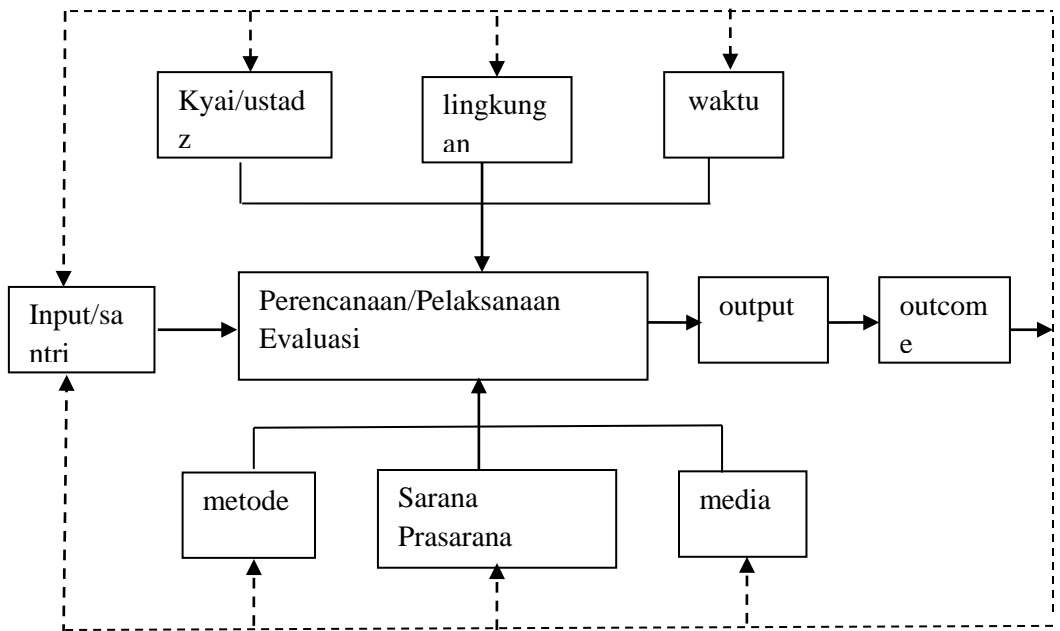 Kyai/ustad
z
lingkung
an
waktu
Input/sa
ntri
Perencanaan/Pelaksanaan
Evaluasi
output
outcom
e
metode
Sarana
Prasarana
media